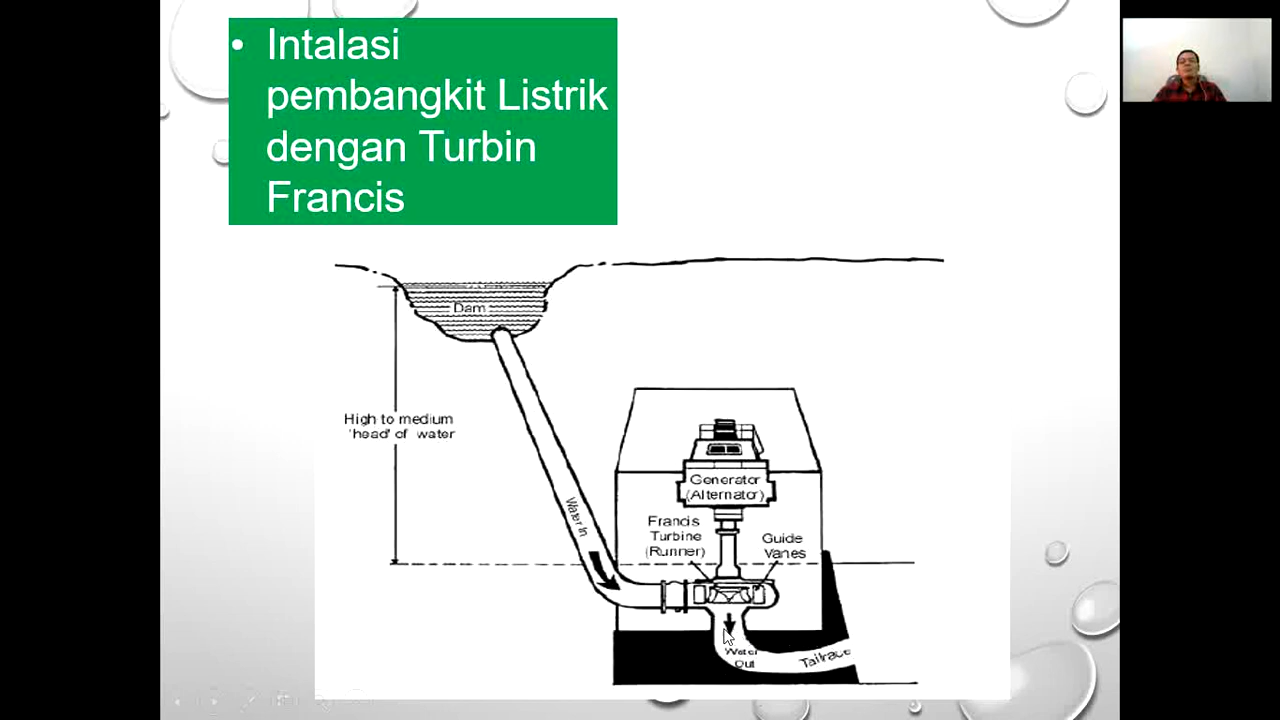 • Intalasi
pembangkit Listrik
dengan Turbin
Francis
Dam
High to medium
'head' of water
Water In
Generator
(Alternator)
Francis
Turbine
(Runner)
Guide
Vanes
Water
Out
Tailrace